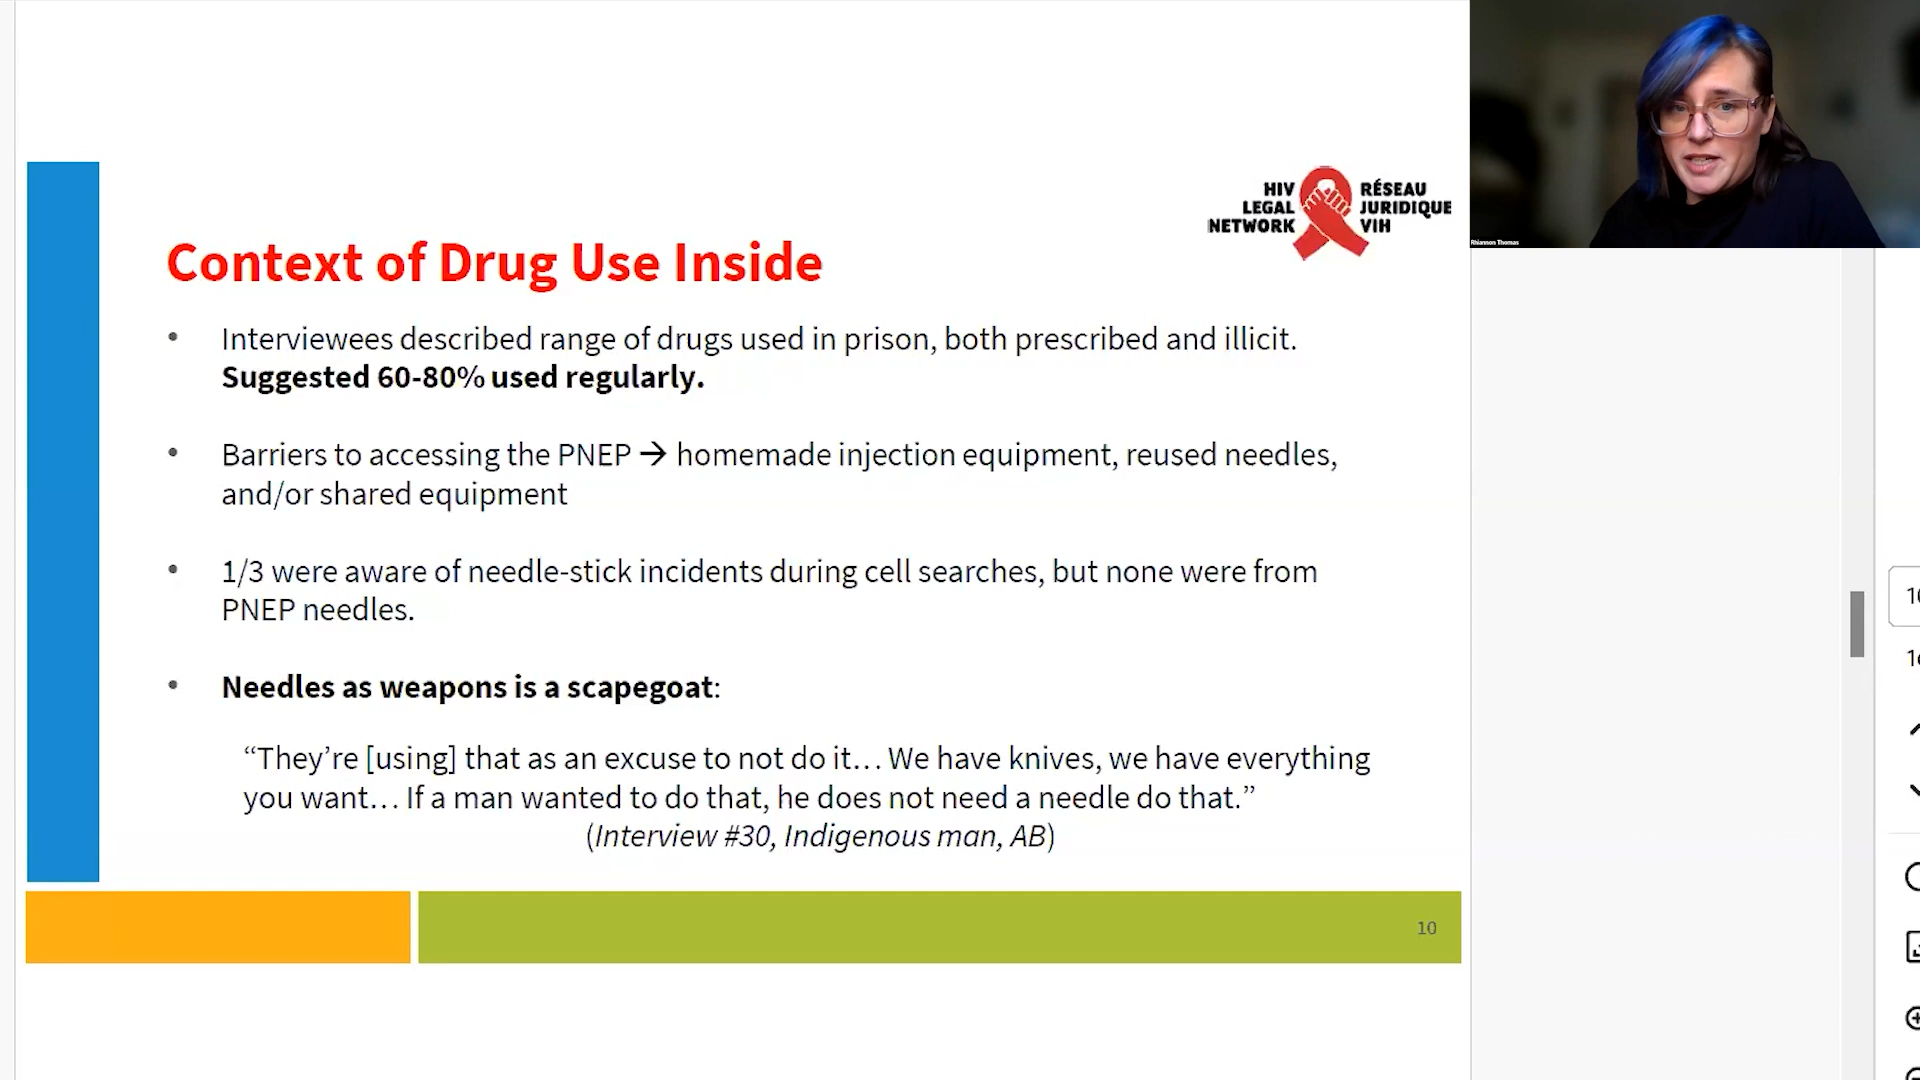 HIV
LEGAL
NETWORK
RÉSEAU
JURIDIQUE
VIH
Rhiannon Thomas
Context of Drug Use Inside
• Interviewees described range of drugs used in prison, both prescribed and illicit.
Suggested 60-80% used regularly.
• Barriers to accessing the PNEP → homemade injection equipment, reused needles,
and/or shared equipment
• 1/3 were aware of needle-stick incidents during cell searches, but none were from
PNEP needles.
• Needles as weapons is a scapegoat:
“They’re [using] that as an excuse to not do it… We have knives, we have everything
you want… If a man wanted to do that, he does not need a needle do that.”
(Interview #30, Indigenous man, AB)
10